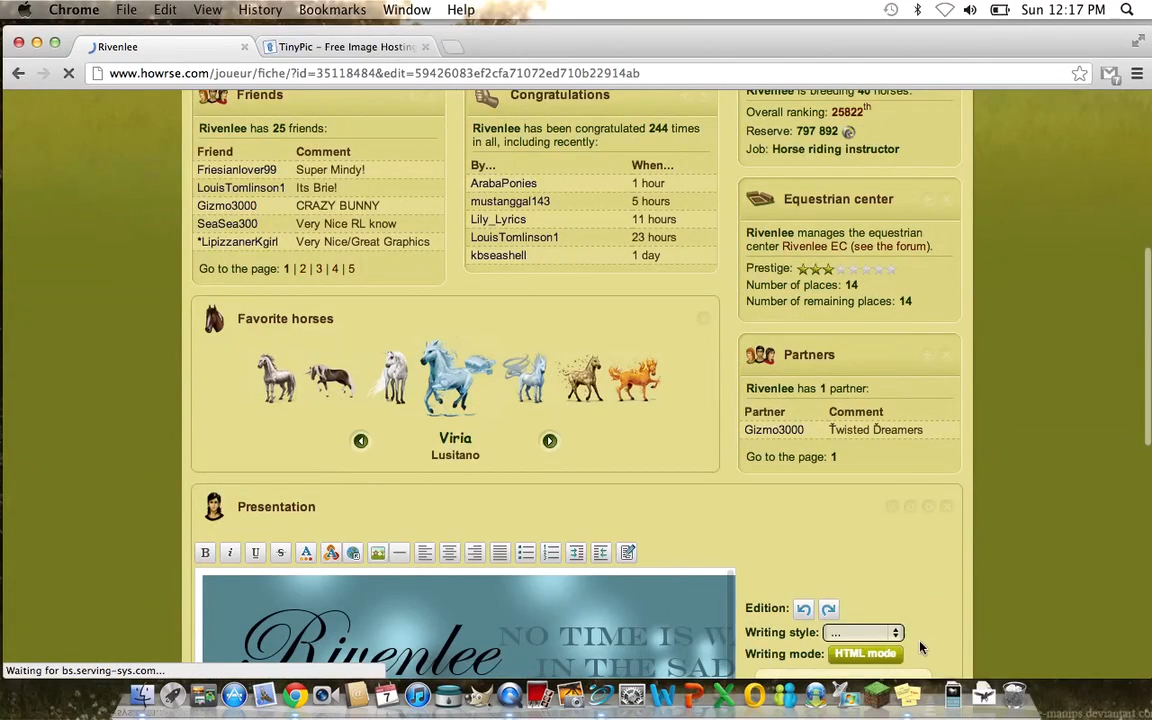 Chrome File Edit View History Bookmarks Window Help Sun 12:17 PM
Rivenlee TinyPic - Free Image Hosting
www.howrse.com/joueur/fiche/?id=35118484&edit=59426083ef2cfa71072ed710b22914ab
Friends
Rivenlee has 25 friends:
Friend Comment
Friesianlover99 Super Mindy!
LouisTomlinson1 Its Brie!
Gizmo3000 CRAZY BUNNY
SeaSea300 Very Nice RL know
*LipizzanerKgirl Very Nice/Great Graphics
Go to the page: 1 | 2 | 3 | 4 | 5
Congratulations
Rivenlee has been congratulated 244 times
in all, including recently:
By... When...
ArabaPonies 1 hour
mustanggal143 5 hours
Lily_Lyrics 11 hours
LouisTomlinson1 23 hours
kbseashell 1 day
Rivenlee is breeding 40 horses.
Overall ranking: 25822th
Reserve: 797 892
Job: Horse riding instructor
Equestrian center
Rivenlee manages the equestrian
center Rivenlee EC (see the forum).
Prestige:
Number of places: 14
Number of remaining places: 14
Favorite horses
Viria
Lusitano
Partners
Rivenlee has 1 partner:
Partner Comment
Gizmo3000 Ťwisted Ďreamers
Go to the page: 1
Presentation
B i U S A
Rivenlee
NO TIME IS W
IN THE SAD
Edition:
Writing style: ...
Writing mode: HTML mode
Waiting for bs.serving-sys.com...
7
e-manips.deviantart.com